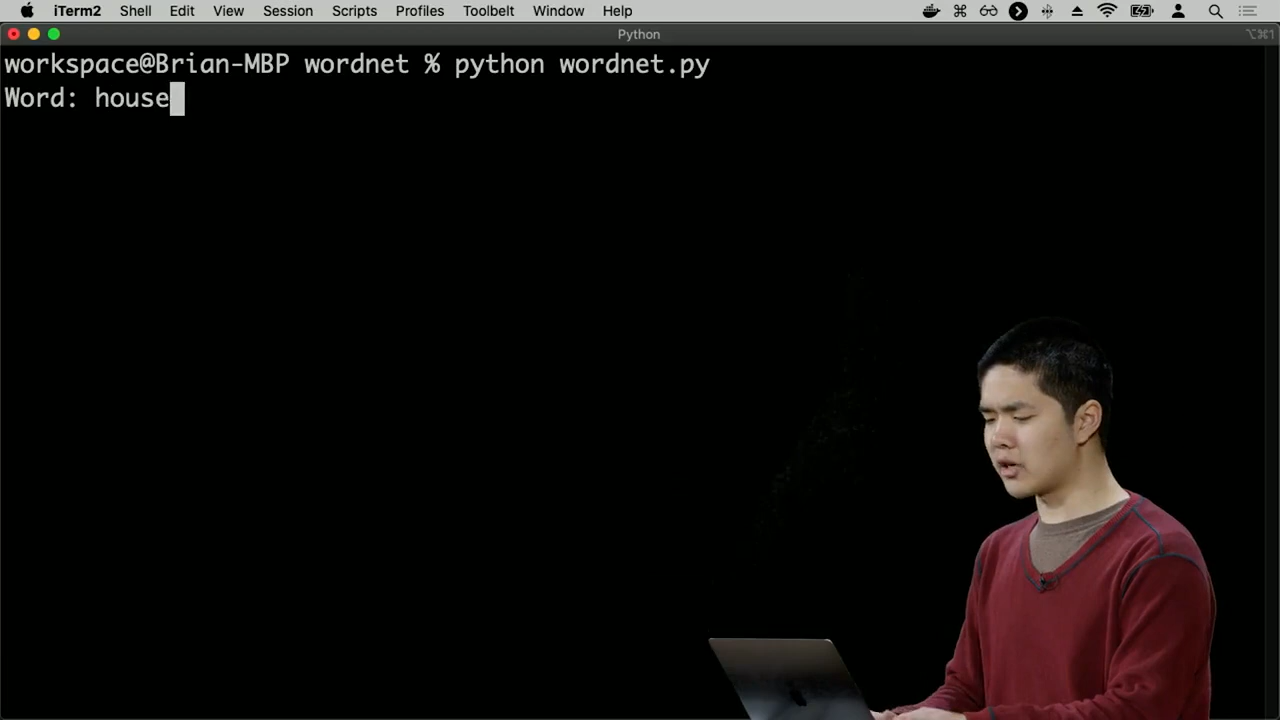 iTerm2 Shell Edit View Session Scripts Profiles Toolbelt Window Help
Python ⌥⌘1
workspace@Brian-MBP wordnet % python wordnet.py
Word: house